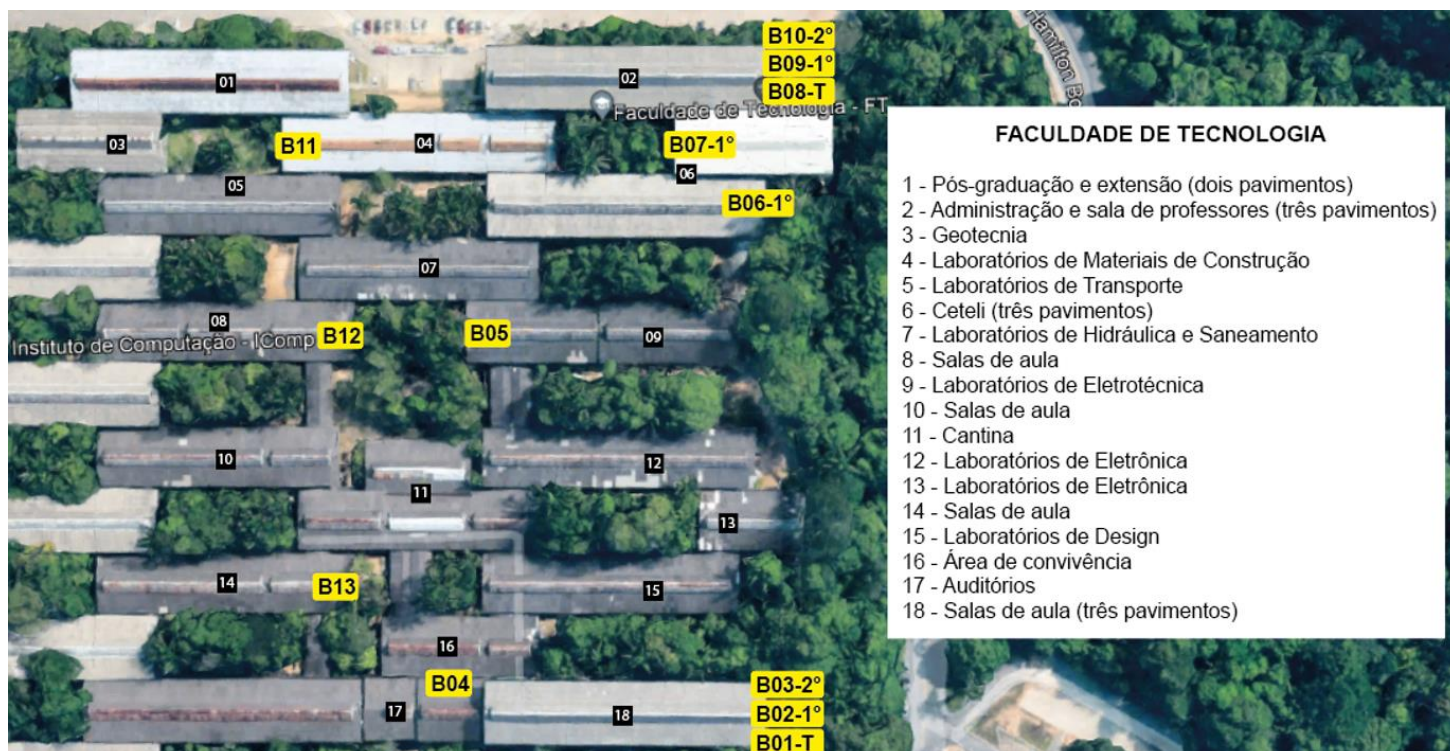 B10-2°
Hamilton Bo
01
02
B09-1°
B08-T
Faculdade de Tecnologia - FT
03
B11
04
B07-1°
06
05
B06-1°
07
08
B12
B05
09
Instituto de Computação - IComp
10
12
11
13
14
B13
15
16
B04
17
18
B03-2°
B02-1°
B01-T
FACULDADE DE TECNOLOGIA
1 - Pós-graduação e extensão (dois pavimentos)
2 - Administração e sala de professores (três pavimentos)
3 - Geotecnia
4 - Laboratórios de Materiais de Construção
5 - Laboratórios de Transporte
6 - Ceteli (três pavimentos)
7 - Laboratórios de Hidráulica e Saneamento
8 - Salas de aula
9 - Laboratórios de Eletrotécnica
10 - Salas de aula
11 - Cantina
12 - Laboratórios de Eletrônica
13 - Laboratórios de Eletrônica
14 - Salas de aula
15 - Laboratórios de Design
16 - Área de convivência
17 - Auditórios
18 - Salas de aula (três pavimentos)